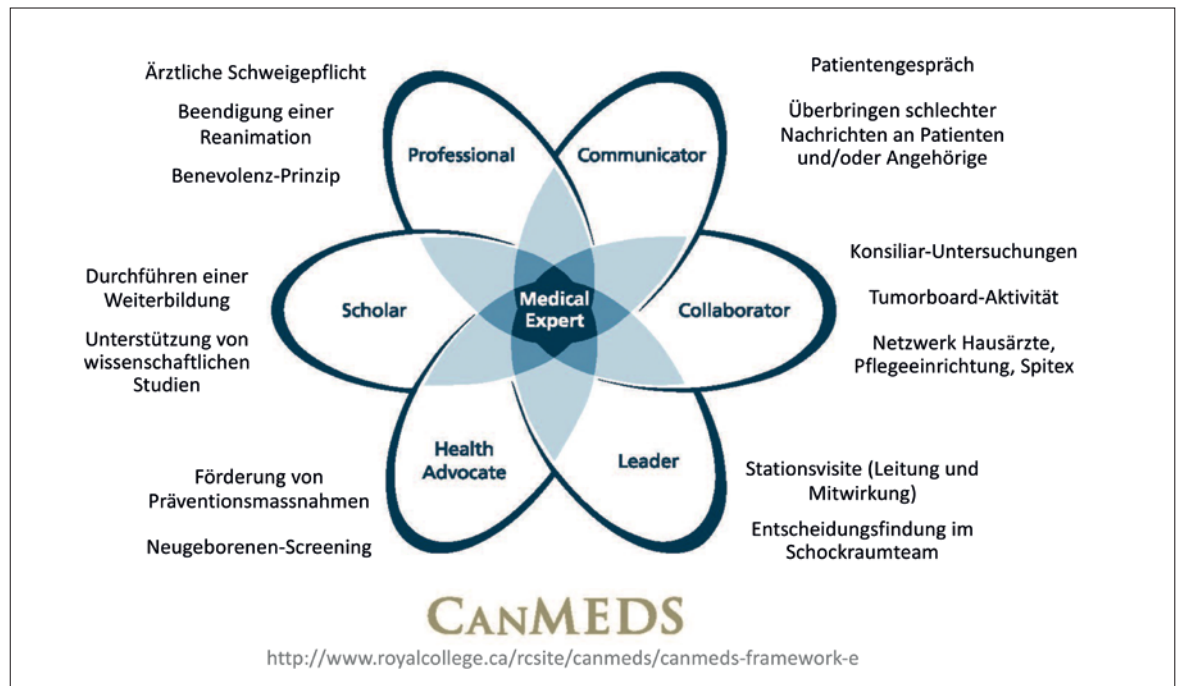 Ärztliche Schweigepflicht
Beendigung einer
Reanimation
Benevolenz-Prinzip
Professional
Communicator
Patientengespräch
Überbringen schlechter
Nachrichten an Patienten
und/oder Angehörige
Durchführen einer
Weiterbildung
Unterstützung von
wissenschaftlichen
Studien
Scholar
Medical
Expert
Collaborator
Konsiliar-Untersuchungen
Tumorboard-Aktivität
Netzwerk Hausärzte,
Pflegeeinrichtung, Spitex
Förderung von
Präventionsmassnahmen
Neugeborenen-Screening
Health
Advocate
Leader
Stationsvisite (Leitung und
Mitwirkung)
Entscheidungsfindung im
Schockraumteam
CANMEDS
http://www.royalcollege.ca/rcsite/canmeds/canmeds-framework-e